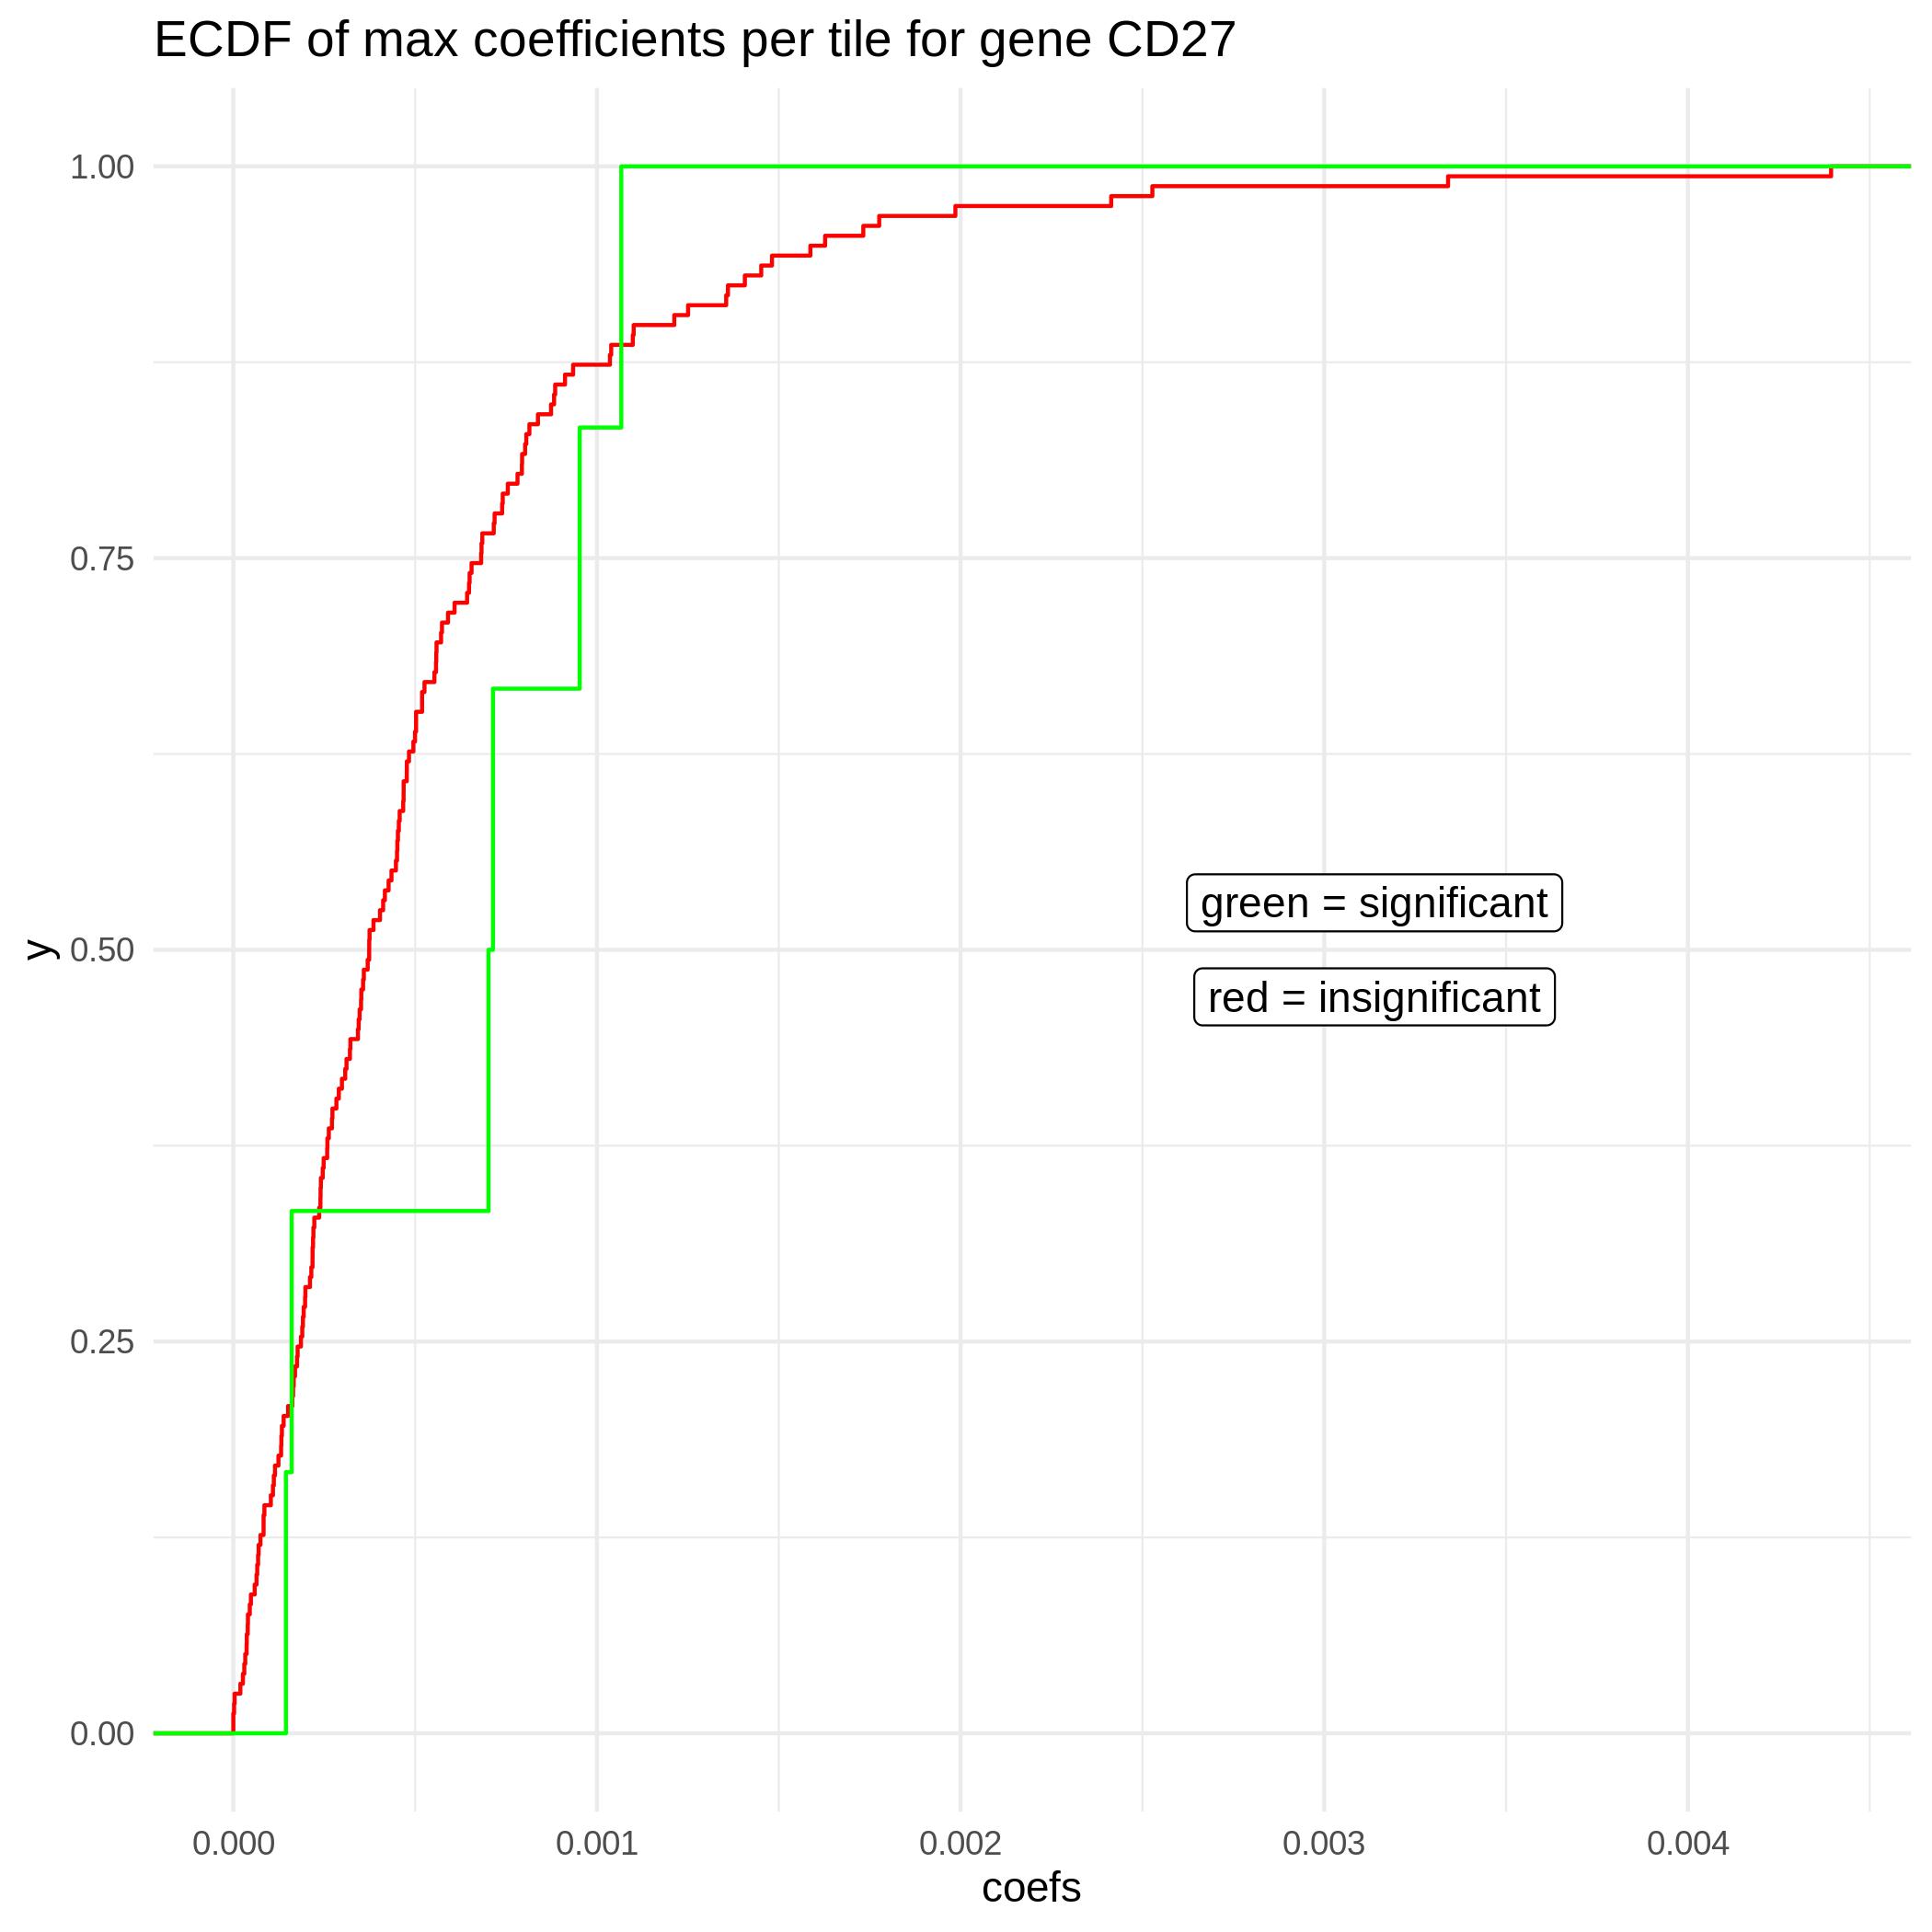 ECDF of max coefficients per tile for gene CD27
1.00
0.75
0.50
0.25
0.00
y
green = significant
red = insignificant
0.000
0.001
0.002
0.003
0.004
coefs